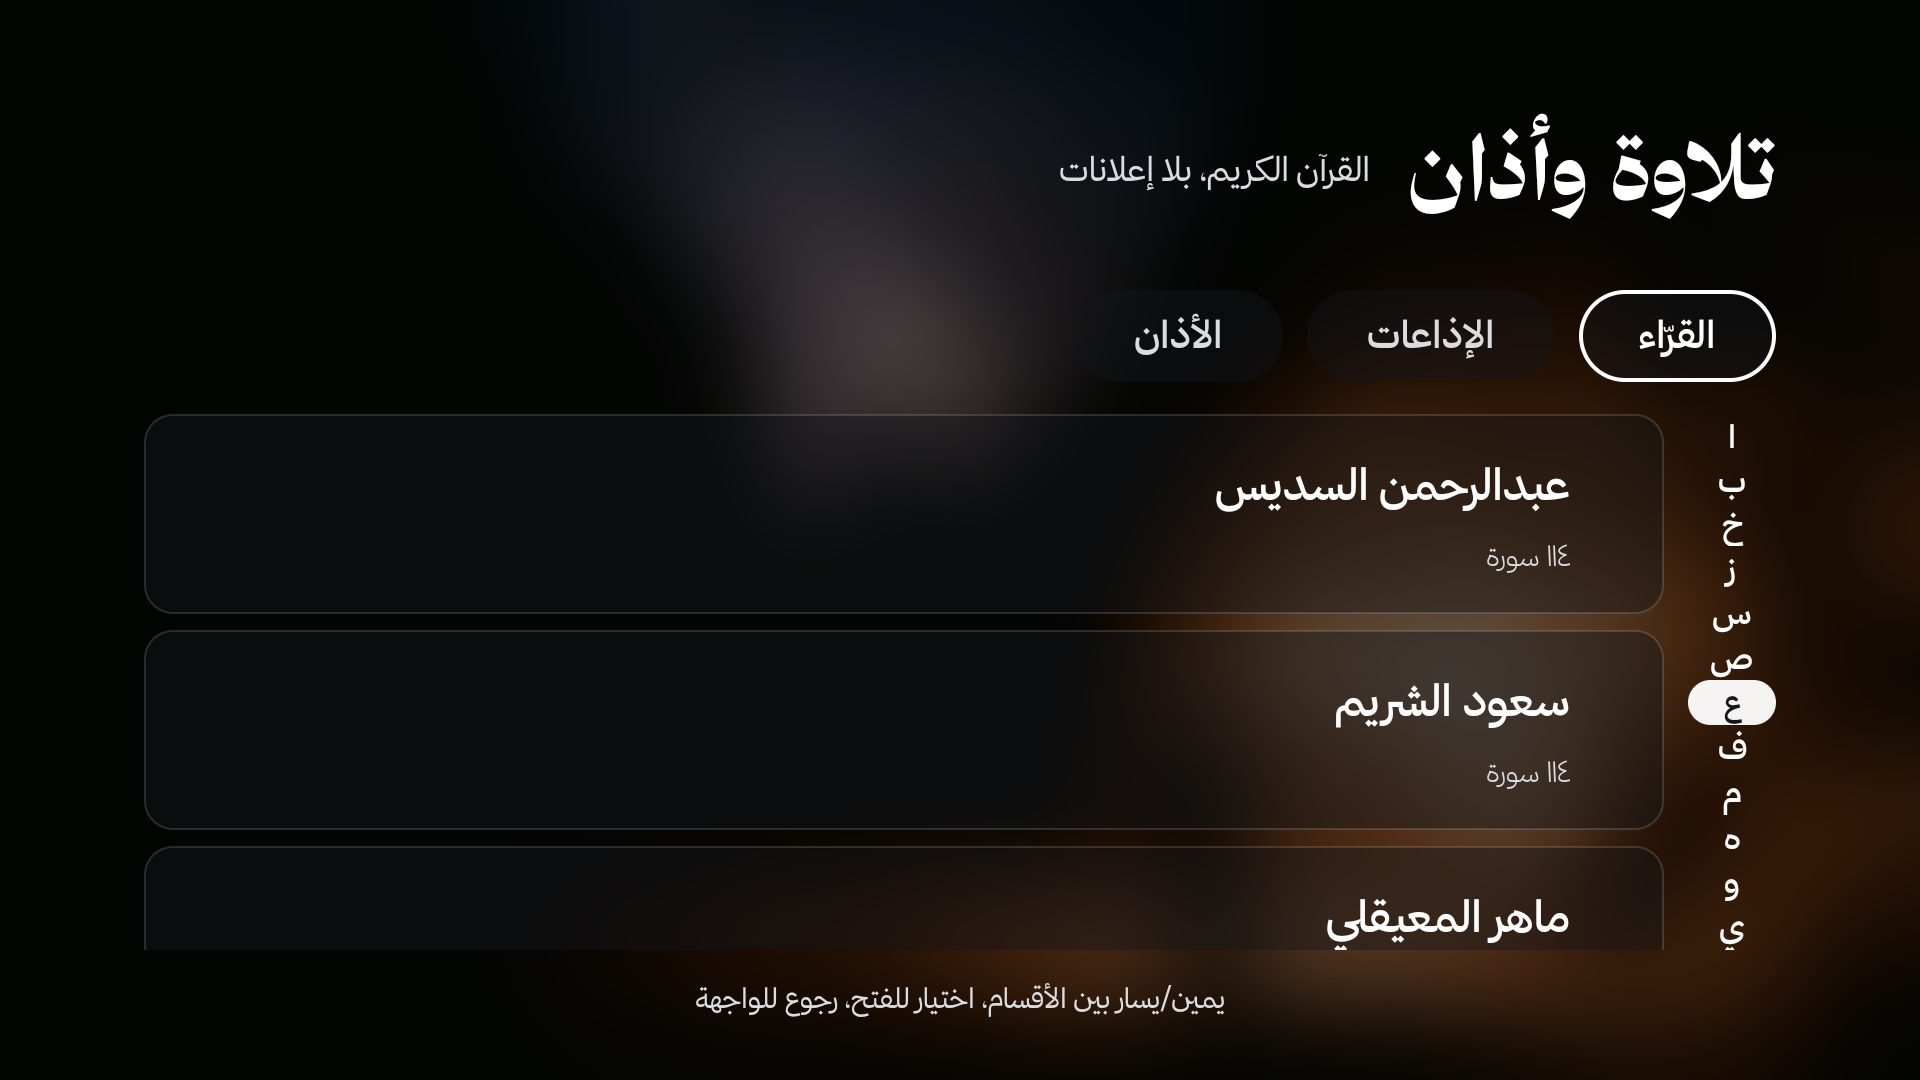 تلاوة وأذان
القرآن الكريم، بلا إعلانات
القرّاء
الإذاعات
الأذان
ا
ب
خ
ز
س
ص
ع
ف
م
ه
و
ي
عبدالرحمن السديس
١١٤ سورة
سعود الشريم
١١٤ سورة
ماهر المعيقلي
يمين/يسار بين الأقسام، اختيار للفتح، رجوع للواجهة